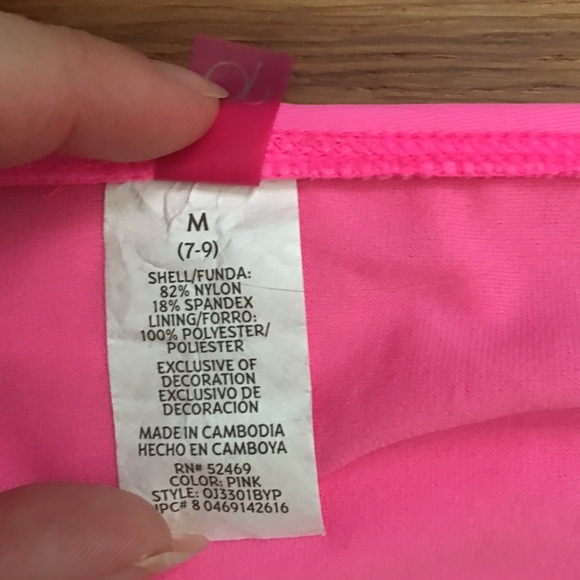 M
(7-9)
SHELL/FUNDA:
82% NYLON
18% SPANDEX
LINING/FORRO:
100% POLYESTER/
POLIESTER
EXCLUSIVE OF
DECORATION
EXCLUSIVO DE
DECORACIÓN
MADE IN CAMBODIA
HECHO EN CAMBOYA
RN# 52469
COLOR: PINK
STYLE: OJ3301BYP
UPC# 8 0469142616